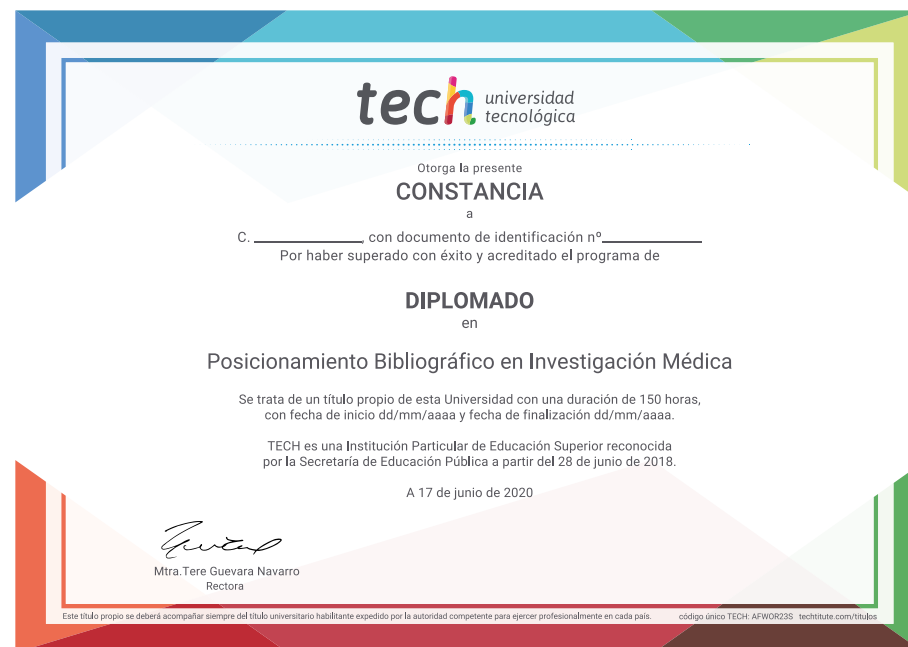 tech universidad tecnológica
Otorga la presente
CONSTANCIA
a
C. ____________, con documento de identificación nº____________
Por haber superado con éxito y acreditado el programa de
DIPLOMADO
en
Posicionamiento Bibliográfico en Investigación Médica
Se trata de un título propio de esta Universidad con una duración de 150 horas,
con fecha de inicio dd/mm/aaaa y fecha de finalización dd/mm/aaaa.
TECH es una Institución Particular de Educación Superior reconocida
por la Secretaría de Educación Pública a partir del 28 de junio de 2018.
A 17 de junio de 2020
Mtra.Tere Guevara Navarro
Rectora
Este título propio se deberá acompañar siempre del título universitario habilitante expedido por la autoridad competente para ejercer profesionalmente en cada país. código único TECH: AFWOR23S techtitute.com/títulos